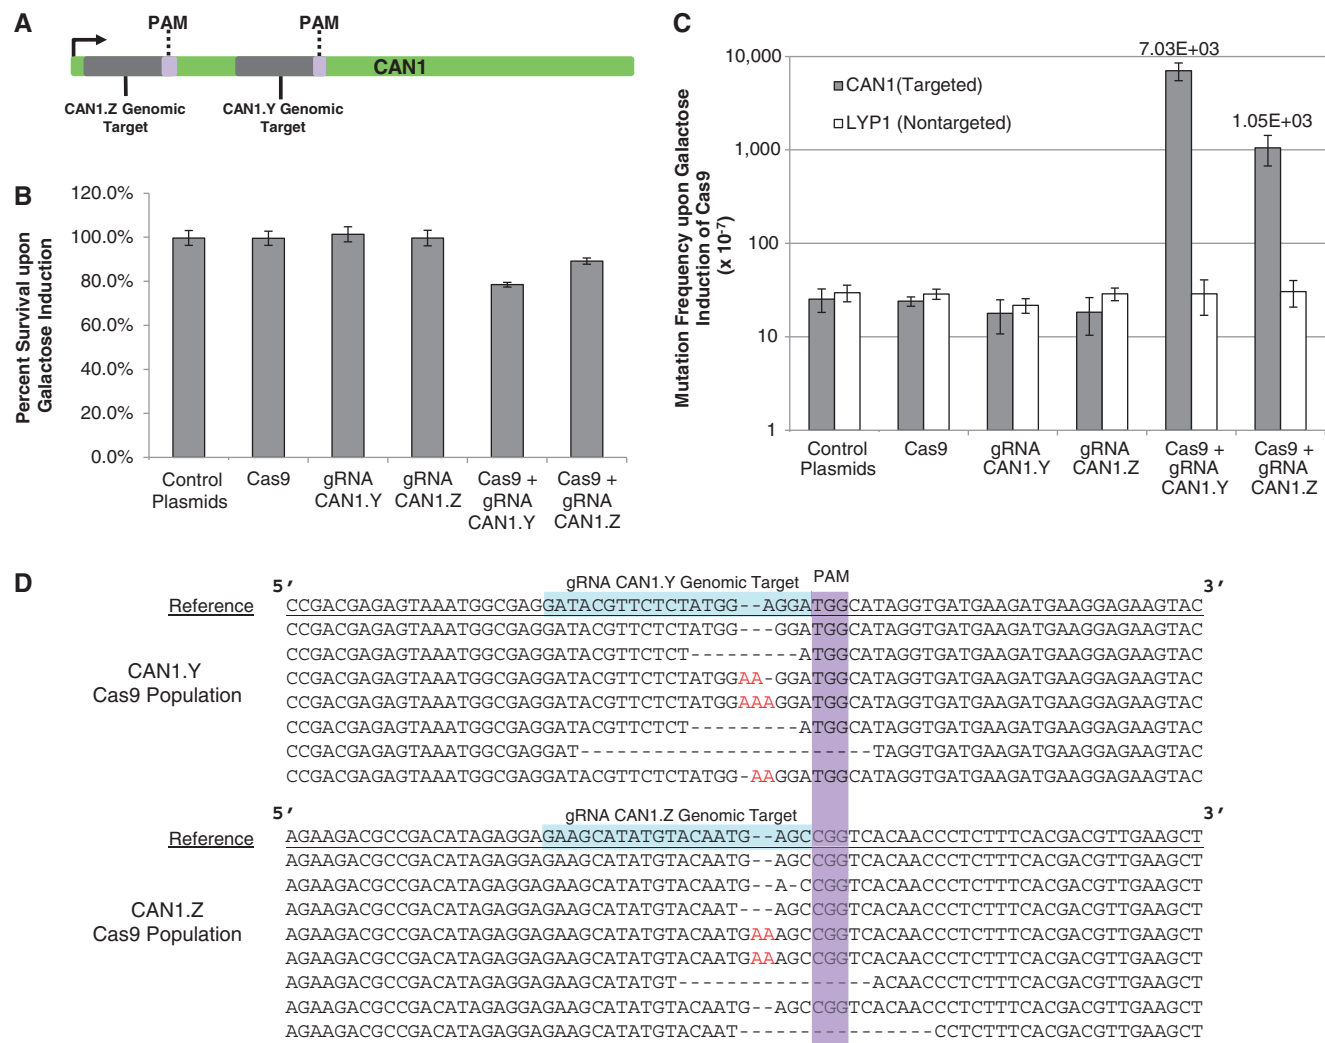 A
PAM
PAM
CAN1
CAN1.Z Genomic
Target
CAN1.Y Genomic
Target
B
Percent Survival upon
Galactose Induction
120.0%
100.0%
80.0%
60.0%
40.0%
20.0%
0.0%
Control
Plasmids
Cas9
gRNA
CAN1.Y
gRNA
CAN1.Z
Cas9 +
gRNA
CAN1.Y
Cas9 +
gRNA
CAN1.Z
C
Mutation Frequency upon Galactose
Induction of Cas9
(x 10⁻⁷)
10,000
1,000
100
10
1
CAN1(Targeted)
LYP1 (Nontargeted)
7.03E+03
1.05E+03
Control
Plasmids
Cas9
gRNA
CAN1.Y
gRNA
CAN1.Z
Cas9 +
gRNA
CAN1.Y
Cas9 +
gRNA
CAN1.Z
D
5′ gRNA CAN1.Y Genomic Target PAM 3′
Reference CCGACGAGAGTAAATGGCGAGGATACGTTCTCTATGG--AGGATGGCATAGGTGATGAAGATGAAGGAGAAGTAC
CCGACGAGAGTAAATGGCGAGGATACGTTCTCTATGG---GGATGGCATAGGTGATGAAGATGAAGGAGAAGTAC
CCGACGAGAGTAAATGGCGAGGATACGTTCTCT---------ATGGCATAGGTGATGAAGATGAAGGAGAAGTAC
CAN1.Y
Cas9 Population
CCGACGAGAGTAAATGGCGAGGATACGTTCTCTATGGAA-GGATGGCATAGGTGATGAAGATGAAGGAGAAGTAC
CCGACGAGAGTAAATGGCGAGGATACGTTCTCTATGGAAAGGATGGCATAGGTGATGAAGATGAAGGAGAAGTAC
CCGACGAGAGTAAATGGCGAGGATACGTTCTCT---------ATGGCATAGGTGATGAAGATGAAGGAGAAGTAC
CCGACGAGAGTAAATGGCGAGGAT------------------------TAGGTGATGAAGATGAAGGAGAAGTAC
CCGACGAGAGTAAATGGCGAGGATACGTTCTCTATGG-AAGGATGGCATAGGTGATGAAGATGAAGGAGAAGTAC
5′ gRNA CAN1.Z Genomic Target 3′
Reference AGAAGACGCCGACATAGAGGAGAAGCATATGTACAATG--AGCCGGTCACAACCCTCTTTCACGACGTTGAAGCT
AGAAGACGCCGACATAGAGGAGAAGCATATGTACAATG--AGCCGGTCACAACCCTCTTTCACGACGTTGAAGCT
AGAAGACGCCGACATAGAGGAGAAGCATATGTACAATG--A-CCGGTCACAACCCTCTTTCACGACGTTGAAGCT
CAN1.Z
Cas9 Population
AGAAGACGCCGACATAGAGGAGAAGCATATGTACAAT---AGCCGGTCACAACCCTCTTTCACGACGTTGAAGCT
AGAAGACGCCGACATAGAGGAGAAGCATATGTACAATGAAAGCCGGTCACAACCCTCTTTCACGACGTTGAAGCT
AGAAGACGCCGACATAGAGGAGAAGCATATGTACAATGAAAGCCGGTCACAACCCTCTTTCACGACGTTGAAGCT
AGAAGACGCCGACATAGAGGAGAAGCATATGT----------------ACAACCCTCTTTCACGACGTTGAAGCT
AGAAGACGCCGACATAGAGGAGAAGCATATGTACAATG--AGCCGGTCACAACCCTCTTTCACGACGTTGAAGCT
AGAAGACGCCGACATAGAGGAGAAGCATATGTACAAT----------------CCTCTTTCACGACGTTGAAGCT